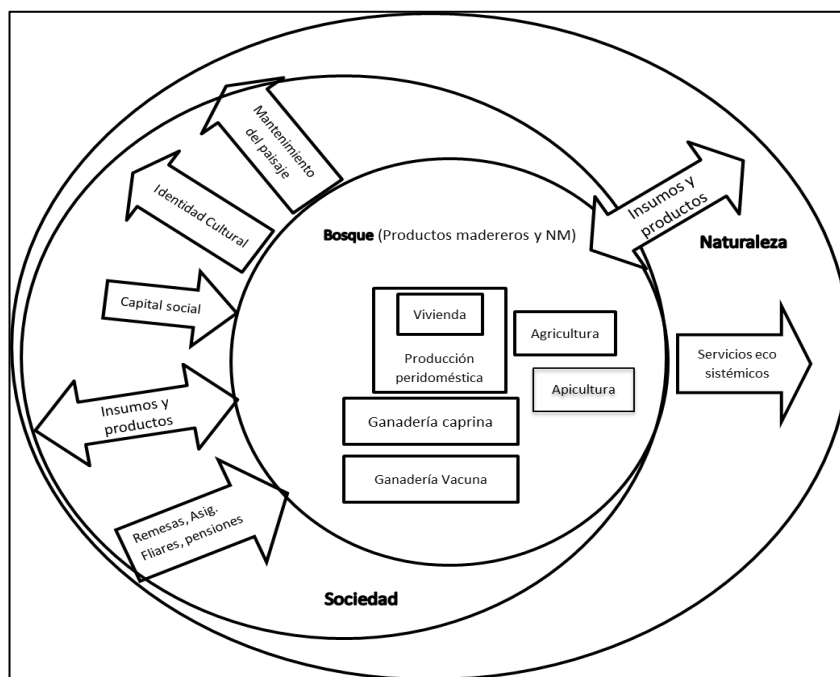 Mantenimiento
del paisaje
Identidad Cultural
Capital social
Insumos y
productos
Remesas, Asig.
Fliares, pensiones
Sociedad
Bosque (Productos madereros y NM)
Vivienda
Producción
peridoméstica
Agricultura
Apicultura
Ganadería caprina
Ganadería Vacuna
Insumos y
productos
Naturaleza
Servicios eco
sistémicos